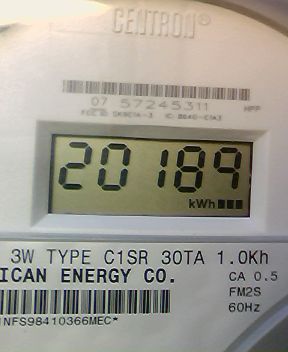 CENTRON®
07 57245311 HPP
20189
kWh
3W TYPE C1SR 30TA 1.0Kh
ICAN ENERGY CO. CA 0.5
FM2S
60Hz
NFS98410366MEC*